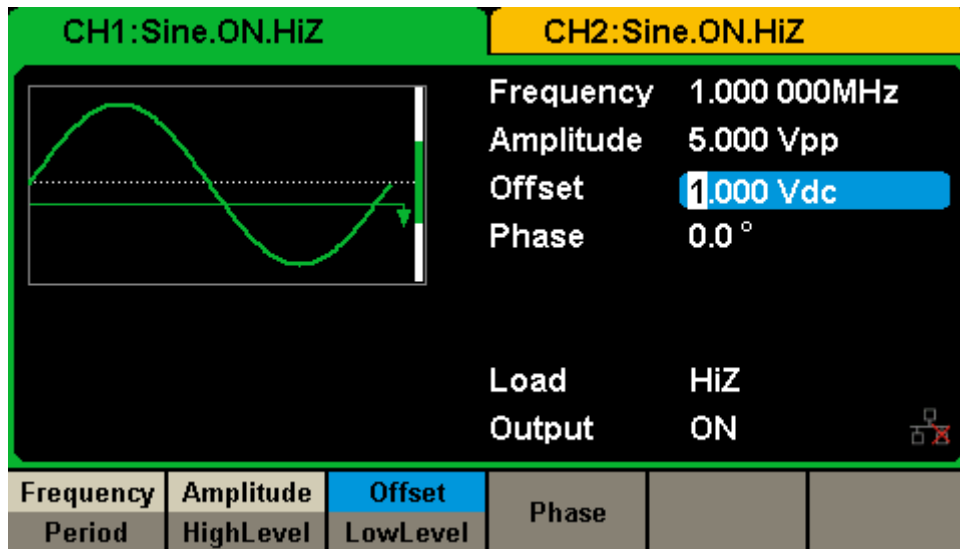 CH1:Sine.ON.HiZ
CH2:Sine.ON.HiZ
Frequency 1.000 000MHz
Amplitude 5.000 Vpp
Offset 1.000 Vdc
Phase 0.0 °
Load HiZ
Output ON
Frequency Amplitude Offset Phase
Period HighLevel LowLevel